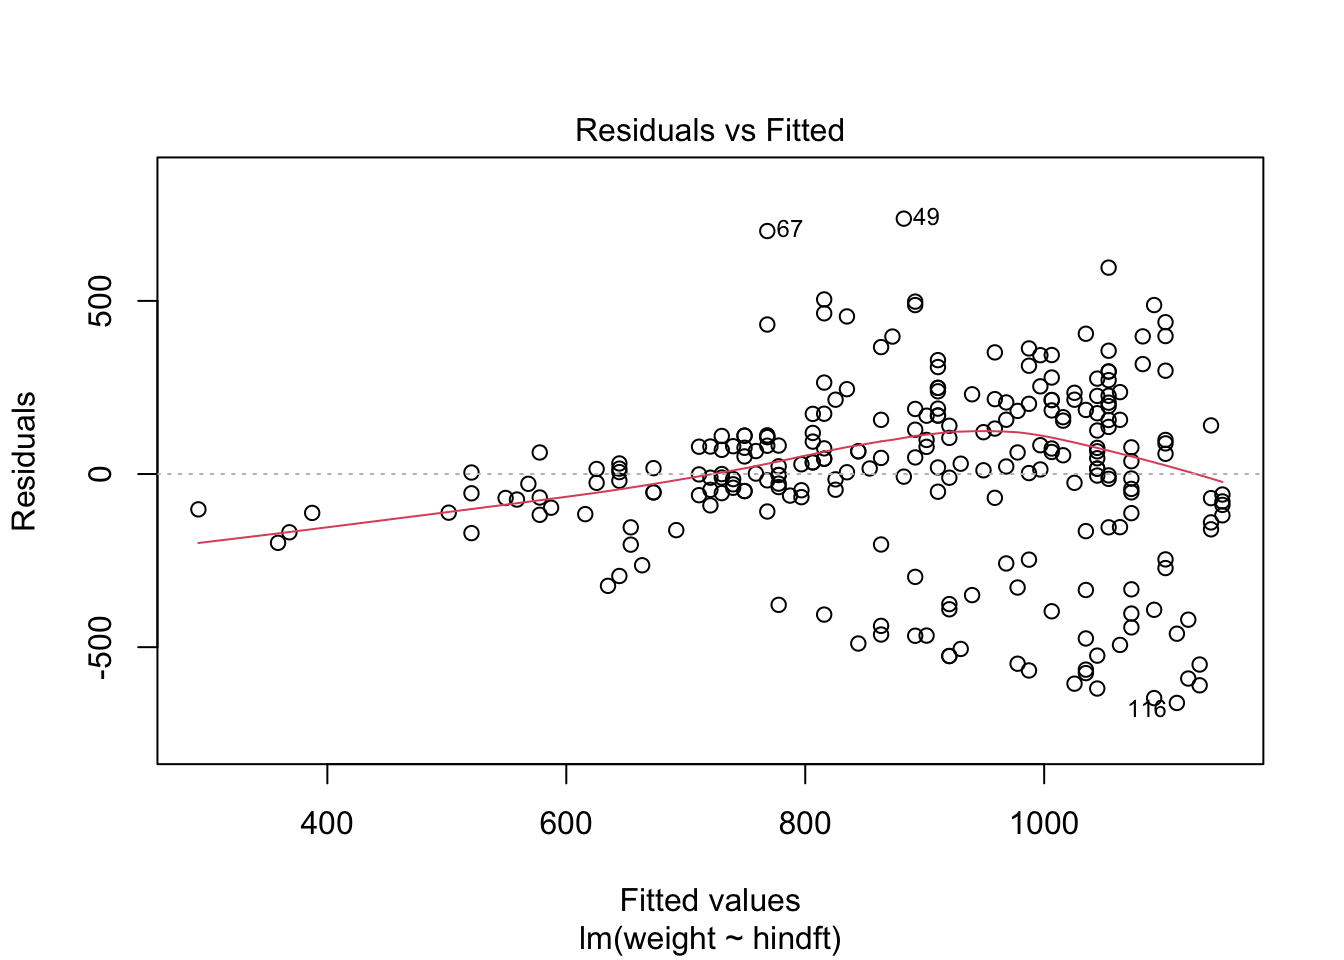 Residuals vs Fitted
67
49
116
500
0
-500
Residuals
400 600 800 1000
Fitted values
lm(weight ~ hindft)